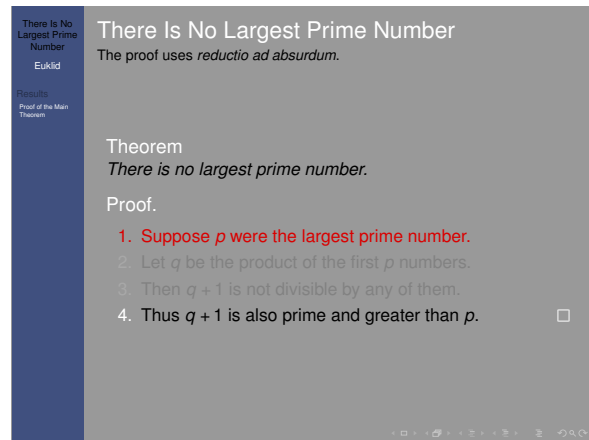 There Is No
Largest Prime
Number
Euklid
Results
Proof of the Main
Theorem
There Is No Largest Prime Number
The proof uses reductio ad absurdum.
Theorem
There is no largest prime number.
Proof.
1. Suppose p were the largest prime number.
2. Let q be the product of the first p numbers.
3. Then q + 1 is not divisible by any of them.
4. Thus q + 1 is also prime and greater than p.